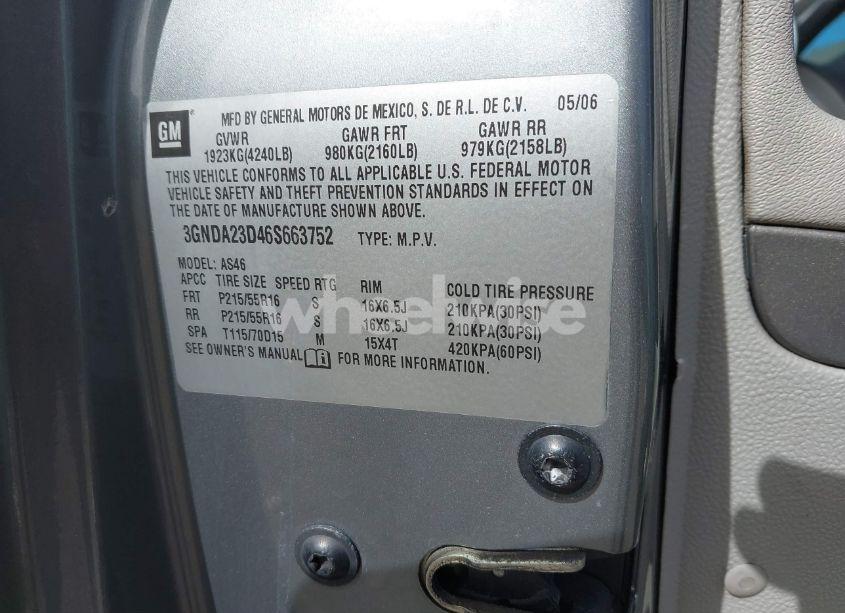 GM
MFD BY GENERAL MOTORS DE MEXICO, S. DE R.L. DE C.V. 05/06
GVWR GAWR FRT GAWR RR
1923KG(4240LB) 980KG(2160LB) 979KG(2158LB)
THIS VEHICLE CONFORMS TO ALL APPLICABLE U.S. FEDERAL MOTOR
VEHICLE SAFETY AND THEFT PREVENTION STANDARDS IN EFFECT ON
THE DATE OF MANUFACTURE SHOWN ABOVE.
3GNDA23D46S663752 TYPE: M.P.V.
MODEL: AS46
APCC TIRE SIZE SPEED RTG RIM COLD TIRE PRESSURE
FRT P215/55R16 S 16X6.5J 210KPA(30PSI)
RR P215/55R16 S 16X6.5J 210KPA(30PSI)
SPA T115/70D15 M 15X4T 420KPA(60PSI)
SEE OWNER'S MANUAL FOR MORE INFORMATION.
wheelwise